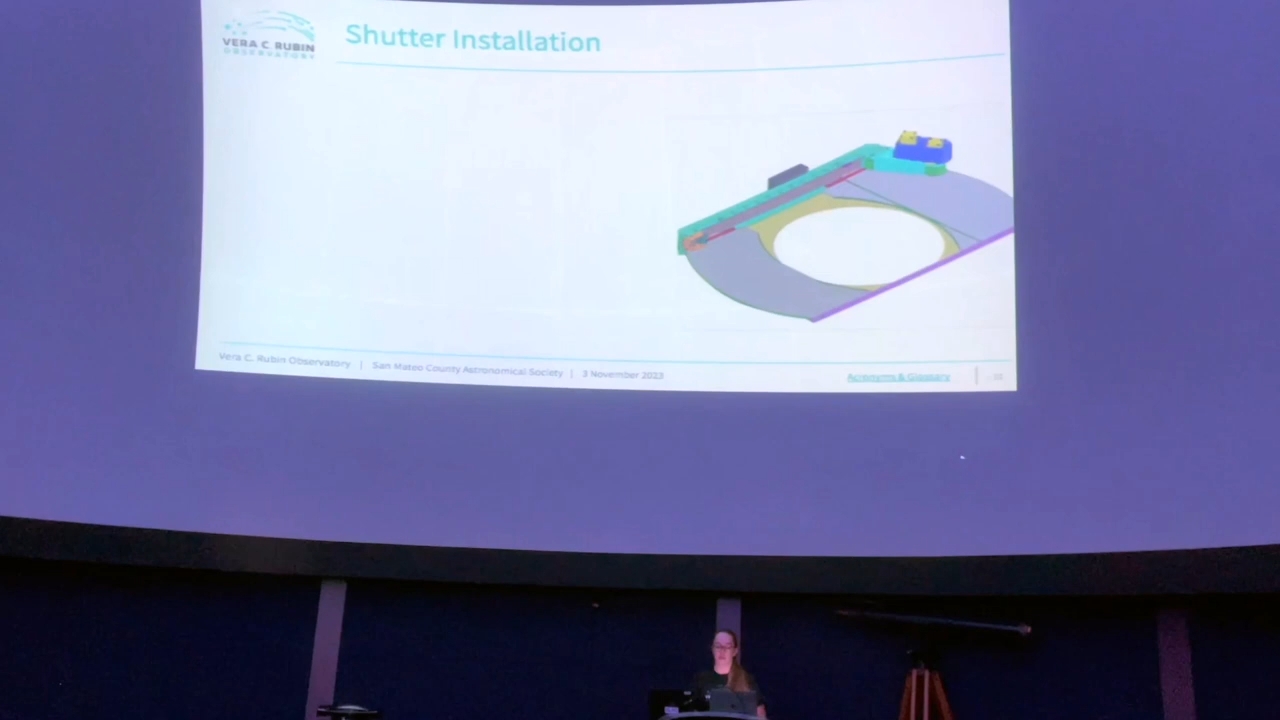 VERA C. RUBIN
OBSERVATORY
Shutter Installation
Vera C. Rubin Observatory | San Mateo County Astronomical Society | 3 November 2023
Acronyms & Glossary